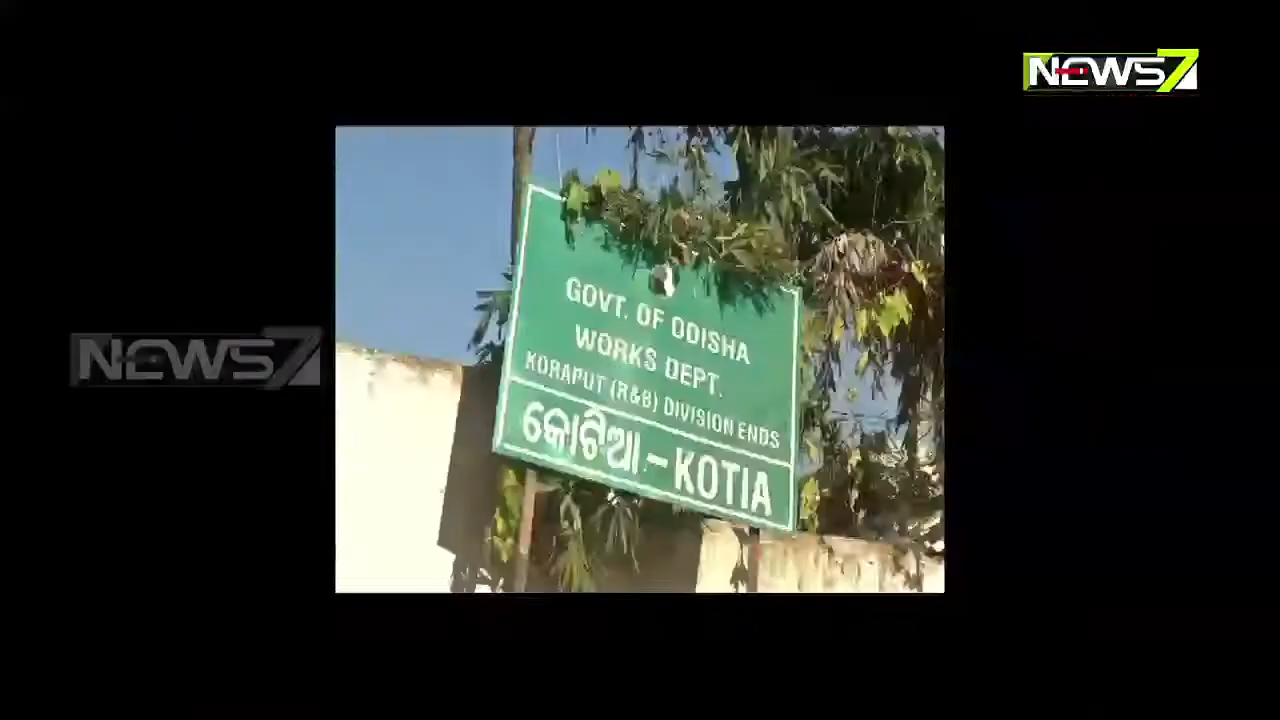 NEWS7
NEWS7
GOVT. OF ODISHA
WORKS DEPT.
KORAPUT (R&B) DIVISION ENDS
କୋଟିଆ - KOTIA